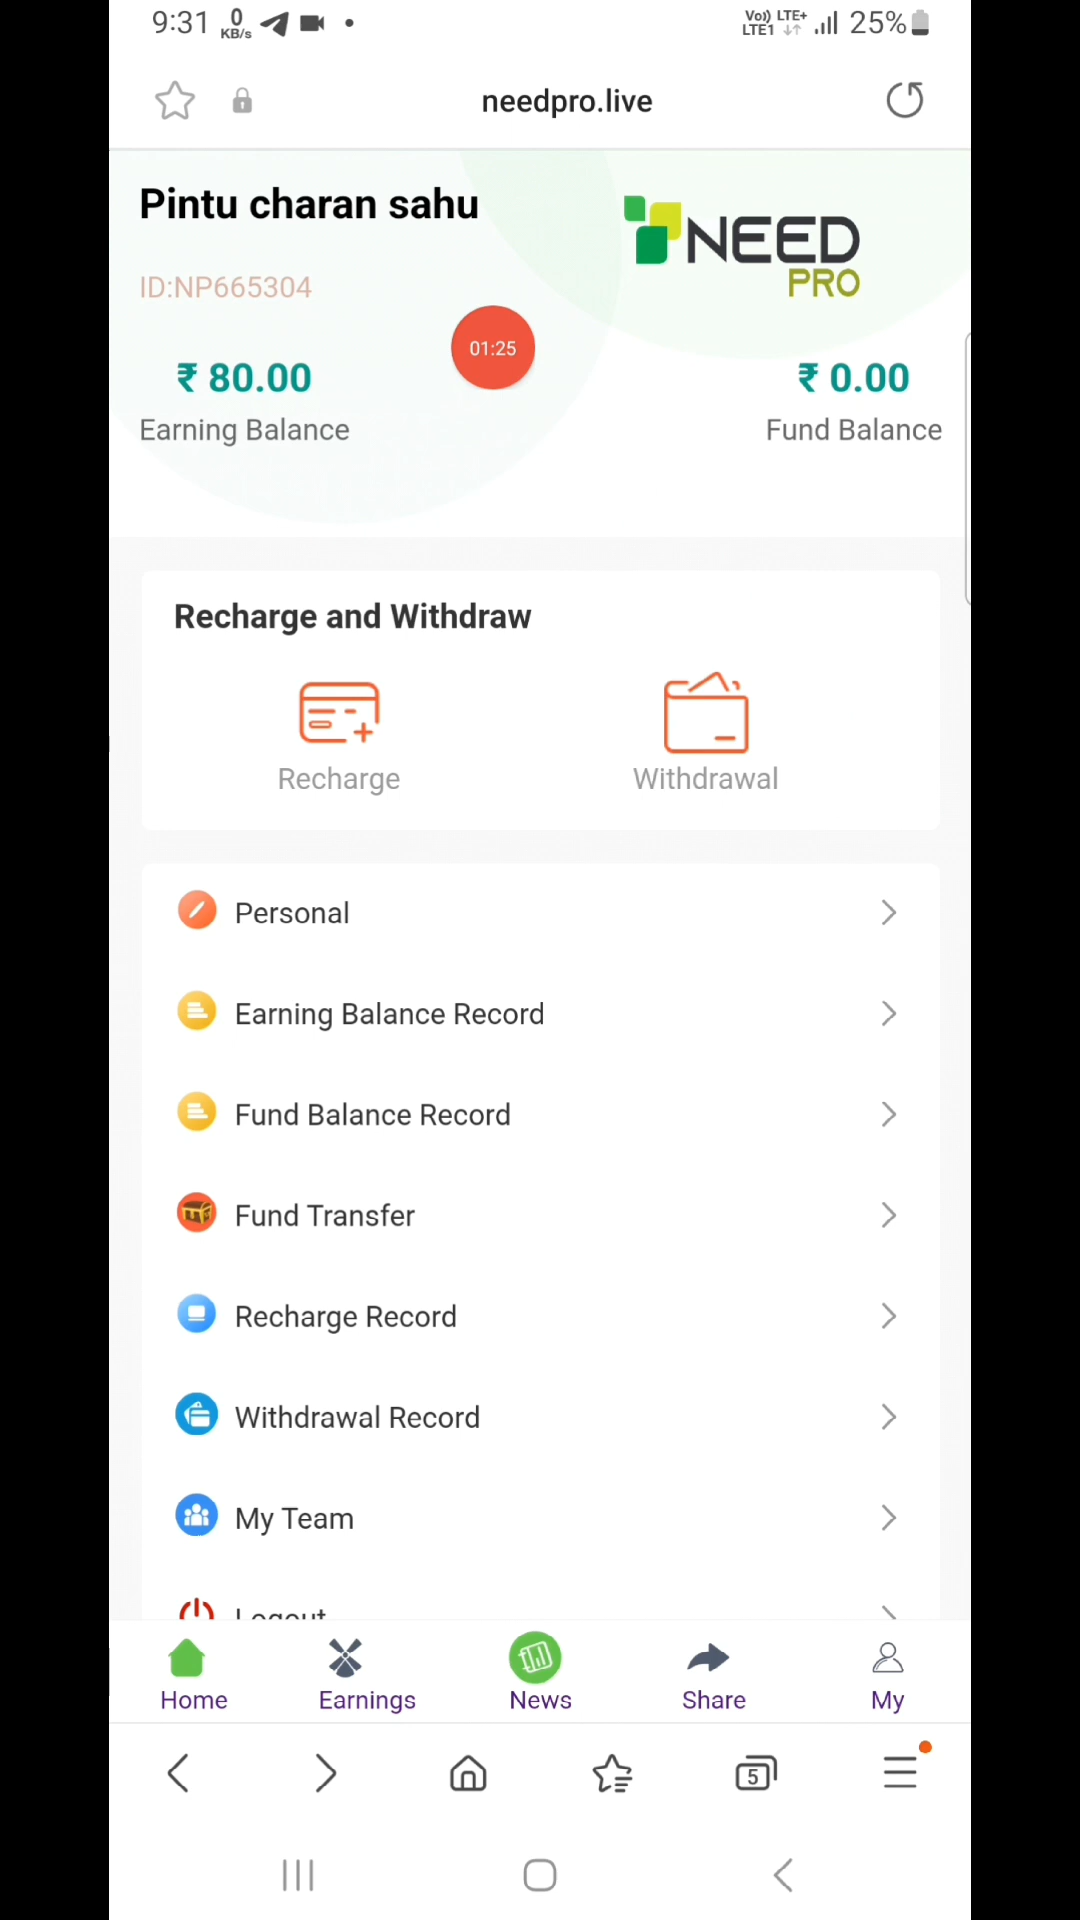 9:31 0 KB/s Vo)) LTE+ LTE1 25%
needpro.live
Pintu charan sahu
NEED
PRO
ID:NP665304
01:25
₹ 80.00 ₹ 0.00
Earning Balance Fund Balance
Recharge and Withdraw
Recharge Withdrawal
Personal
Earning Balance Record
Fund Balance Record
Fund Transfer
Recharge Record
Withdrawal Record
My Team
Logout
Home Earnings News Share My
5